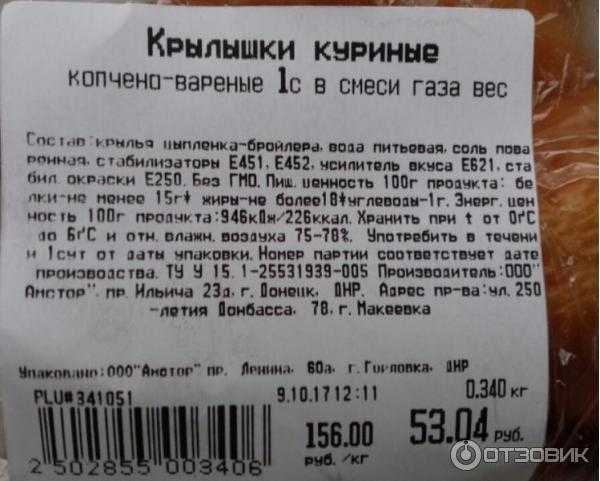 Крылышки куриные
копчено-вареные 1с в смеси газа вес
Состав:крылья цыпленка-бройлера, вода питьевая, соль пова
ренная, стабилизаторы Е451, Е452, усилитель вкуса Е621, ста
бил. окраски Е250. Без ГМО. Пищ. ценность 100г продукта: бе
лки-не менее 15г* жиры-не более18*углеводы-1г. Энерг. цен
ность 100г продукта:946кДж/226ккал. Хранить при t от 0ґС
до 6ґС и отн. влажн. воздуха 75-78%. Употребить в течени
и 1сут от даты упаковки. Номер партии соответствует дате
производства. ТУ У 15.1-25531939-005 Производитель:ООО"
Амстор". пр. Ильича 23д, г. Донецк, ДНР. Адрес пр-ва:ул. 250
-летия Донбасса, 78, г. Макеевка
Упаковано:ООО"Амстор" пр. Ленина, 60а, г. Горловка, ДНР
PLU#341051 9.10.17 12:11 0.340 кг
156.00 53.04 руб.
руб./кг
2 502855 003406
ОТЗОВИК